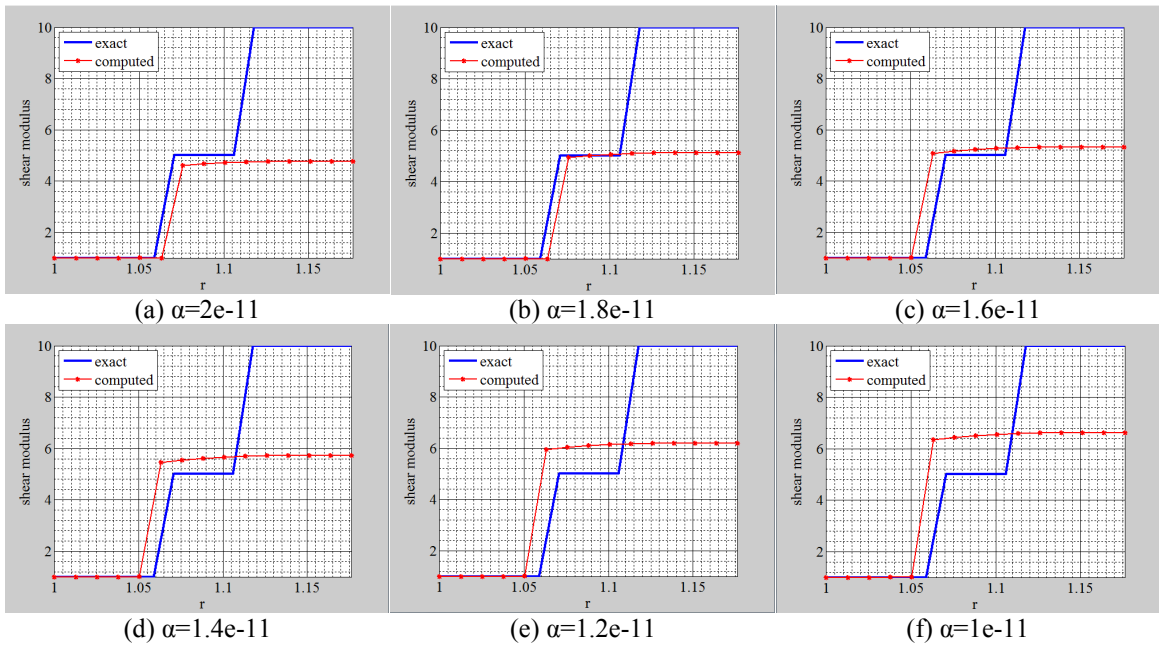 10
8
6
4
2
shear modulus
exact
computed
1
1.05
1.1
1.15
r
(a) α=2e-11
10
8
6
4
2
shear modulus
exact
computed
1
1.05
1.1
1.15
r
(b) α=1.8e-11
10
8
6
4
2
shear modulus
exact
computed
1
1.05
1.1
1.15
r
(c) α=1.6e-11
10
8
6
4
2
shear modulus
exact
computed
1
1.05
1.1
1.15
r
(d) α=1.4e-11
10
8
6
4
2
shear modulus
exact
computed
1
1.05
1.1
1.15
r
(e) α=1.2e-11
10
8
6
4
2
shear modulus
exact
computed
1
1.05
1.1
1.15
r
(f) α=1e-11